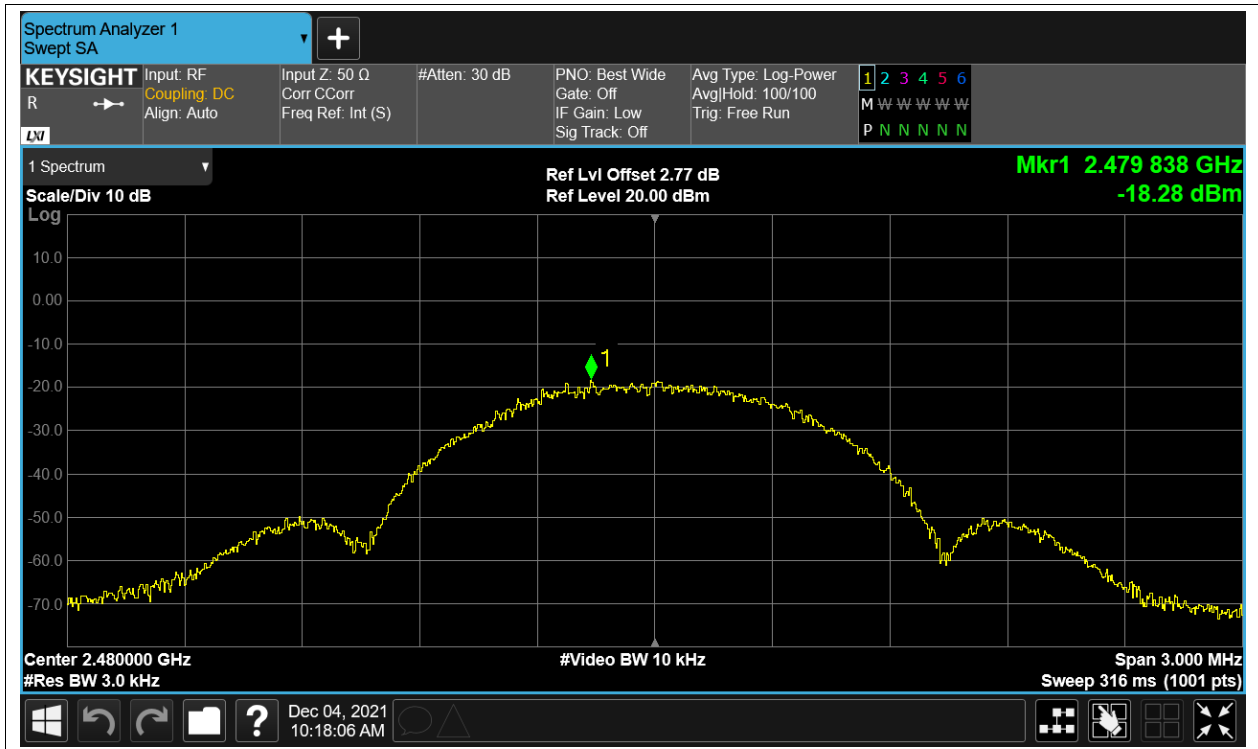 Spectrum Analyzer 1
Swept SA
KEYSIGHT
R
LXI
Input: RF
Coupling: DC
Align: Auto
Input Z: 50 Ω
Corr CCorr
Freq Ref: Int (S)
#Atten: 30 dB
PNO: Best Wide
Gate: Off
IF Gain: Low
Sig Track: Off
Avg Type: Log-Power
Avg|Hold: 100/100
Trig: Free Run
1 2 3 4 5 6
M W W W W W W
P N N N N N N
1 Spectrum
Scale/Div 10 dB
Log
Ref Lvl Offset 2.77 dB
Ref Level 20.00 dBm
Mkr1 2.479 838 GHz
-18.28 dBm
10.0
0.00
-10.0
-20.0
-30.0
-40.0
-50.0
-60.0
-70.0
1
Center 2.480000 GHz
#Res BW 3.0 kHz
#Video BW 10 kHz
Span 3.000 MHz
Sweep 316 ms (1001 pts)
?
Dec 04, 2021
10:18:06 AM